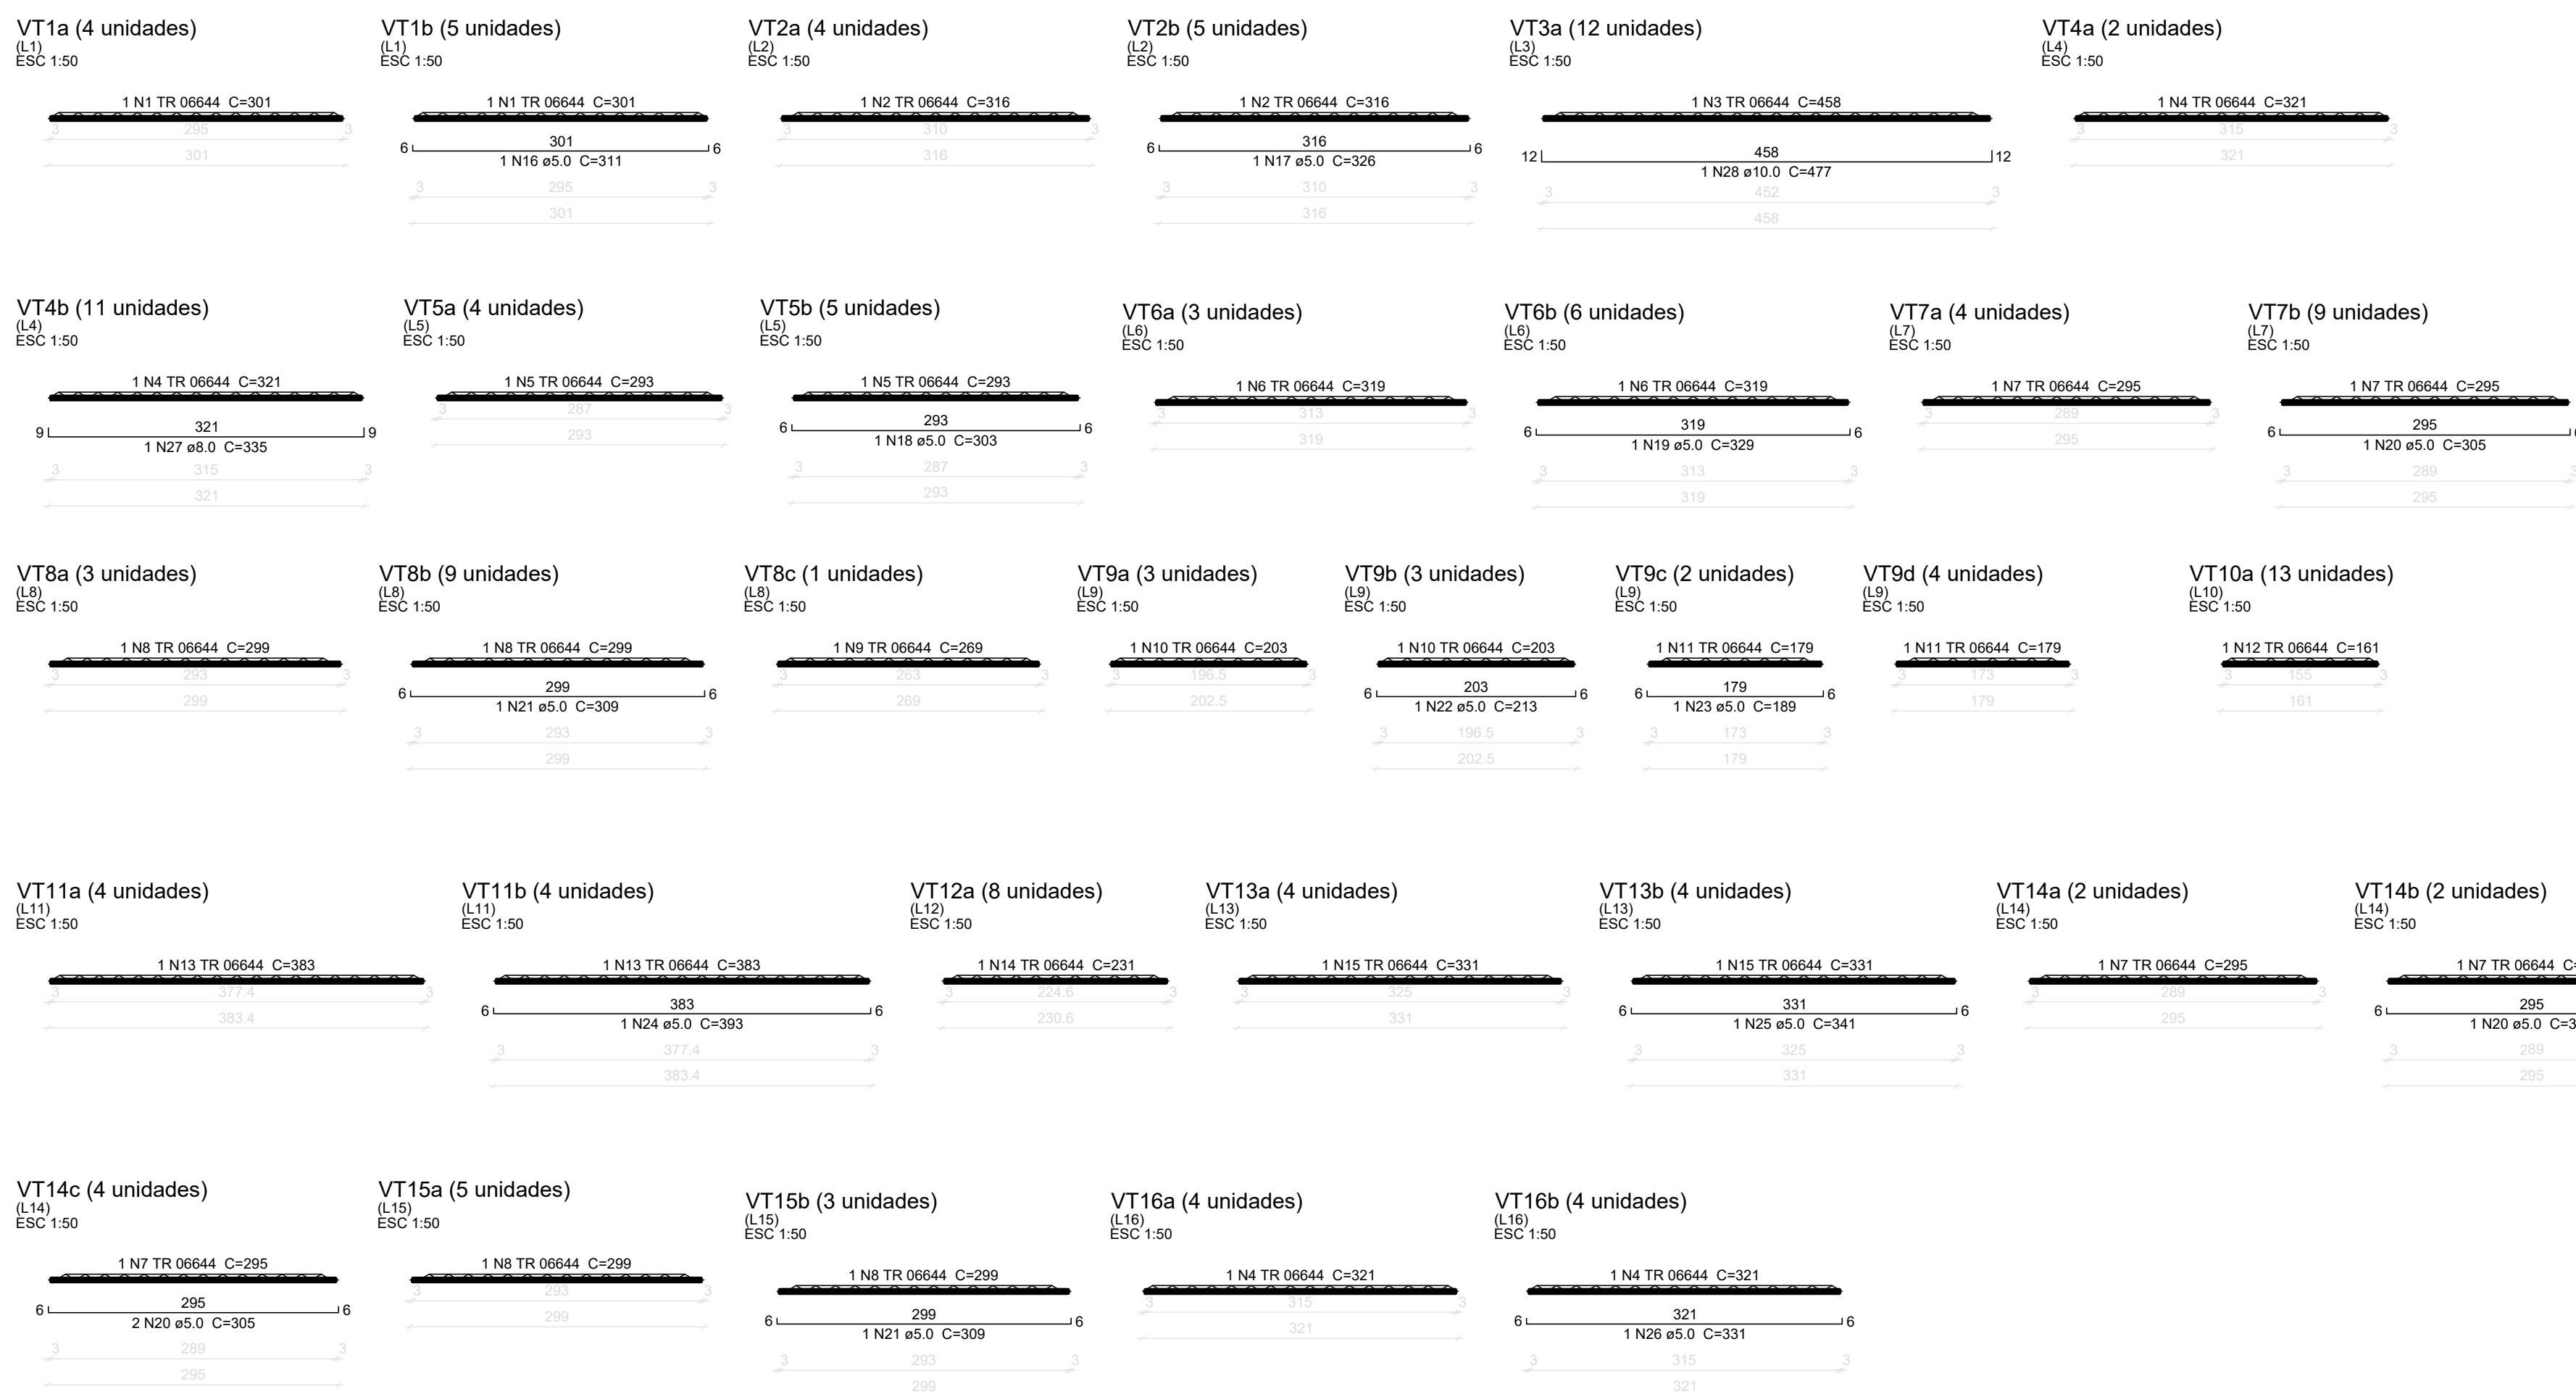 VT1a (4 unidades)
(L1)
ESC 1:50
1 N1 TR 06644 C=301
3 295 3
301
VT1b (5 unidades)
(L1)
ESC 1:50
1 N1 TR 06644 C=301
301
6 6
1 N16 ø5.0 C=311
3 295 3
301
VT2a (4 unidades)
(L2)
ESC 1:50
1 N2 TR 06644 C=316
3 310 3
316
VT2b (5 unidades)
(L2)
ESC 1:50
1 N2 TR 06644 C=316
316
6 6
1 N17 ø5.0 C=326
3 310 3
316
VT3a (12 unidades)
(L3)
ESC 1:50
1 N3 TR 06644 C=458
458
12 12
1 N28 ø10.0 C=477
3 452 3
458
VT4a (2 unidades)
(L4)
ESC 1:50
1 N4 TR 06644 C=321
3 315 3
321
VT4b (11 unidades)
(L4)
ESC 1:50
1 N4 TR 06644 C=321
321
9 9
1 N27 ø8.0 C=335
3 315 3
321
VT5a (4 unidades)
(L5)
ESC 1:50
1 N5 TR 06644 C=293
3 287 3
293
VT5b (5 unidades)
(L5)
ESC 1:50
1 N5 TR 06644 C=293
293
6 6
1 N18 ø5.0 C=303
3 287 3
293
VT6a (3 unidades)
(L6)
ESC 1:50
1 N6 TR 06644 C=319
3 313 3
319
VT6b (6 unidades)
(L6)
ESC 1:50
1 N6 TR 06644 C=319
319
6 6
1 N19 ø5.0 C=329
3 313 3
319
VT7a (4 unidades)
(L7)
ESC 1:50
1 N7 TR 06644 C=295
3 289 3
295
VT7b (9 unidades)
(L7)
ESC 1:50
1 N7 TR 06644 C=295
295
6
1 N20 ø5.0 C=305
3 289 3
295
VT8a (3 unidades)
(L8)
ESC 1:50
1 N8 TR 06644 C=299
3 293 3
299
VT8b (9 unidades)
(L8)
ESC 1:50
1 N8 TR 06644 C=299
299
6 6
1 N21 ø5.0 C=309
3 293 3
299
VT8c (1 unidades)
(L8)
ESC 1:50
1 N9 TR 06644 C=269
3 263 3
269
VT9a (3 unidades)
(L9)
ESC 1:50
1 N10 TR 06644 C=203
3 196.5 3
202.5
VT9b (3 unidades)
(L9)
ESC 1:50
1 N10 TR 06644 C=203
203
6 6
1 N22 ø5.0 C=213
3 196.5 3
202.5
VT9c (2 unidades)
(L9)
ESC 1:50
1 N11 TR 06644 C=179
179
6 6
1 N23 ø5.0 C=189
3 173 3
179
VT9d (4 unidades)
(L9)
ESC 1:50
1 N11 TR 06644 C=179
3 173 3
179
VT10a (13 unidades)
(L10)
ESC 1:50
1 N12 TR 06644 C=161
3 155 3
161
VT11a (4 unidades)
(L11)
ESC 1:50
1 N13 TR 06644 C=383
3 377.4 3
383.4
VT11b (4 unidades)
(L11)
ESC 1:50
1 N13 TR 06644 C=383
383
6 6
1 N24 ø5.0 C=393
3 377.4 3
383.4
VT12a (8 unidades)
(L12)
ESC 1:50
1 N14 TR 06644 C=231
3 224.6 3
230.6
VT13a (4 unidades)
(L13)
ESC 1:50
1 N15 TR 06644 C=331
3 325 3
331
VT13b (4 unidades)
(L13)
ESC 1:50
1 N15 TR 06644 C=331
331
6 6
1 N25 ø5.0 C=341
3 325 3
331
VT14a (2 unidades)
(L14)
ESC 1:50
1 N7 TR 06644 C=295
3 289 3
295
VT14b (2 unidades)
(L14)
ESC 1:50
1 N7 TR 06644
295
6
1 N20 ø5.0 C=3
3 289
295
VT14c (4 unidades)
(L14)
ESC 1:50
1 N7 TR 06644 C=295
295
6 6
2 N20 ø5.0 C=305
3 289 3
295
VT15a (5 unidades)
(L15)
ESC 1:50
1 N8 TR 06644 C=299
3 293 3
299
VT15b (3 unidades)
(L15)
ESC 1:50
1 N8 TR 06644 C=299
299
6 6
1 N21 ø5.0 C=309
3 293 3
299
VT16a (4 unidades)
(L16)
ESC 1:50
1 N4 TR 06644 C=321
3 315 3
321
VT16b (4 unidades)
(L16)
ESC 1:50
1 N4 TR 06644 C=321
321
6 6
1 N26 ø5.0 C=331
3 315 3
321